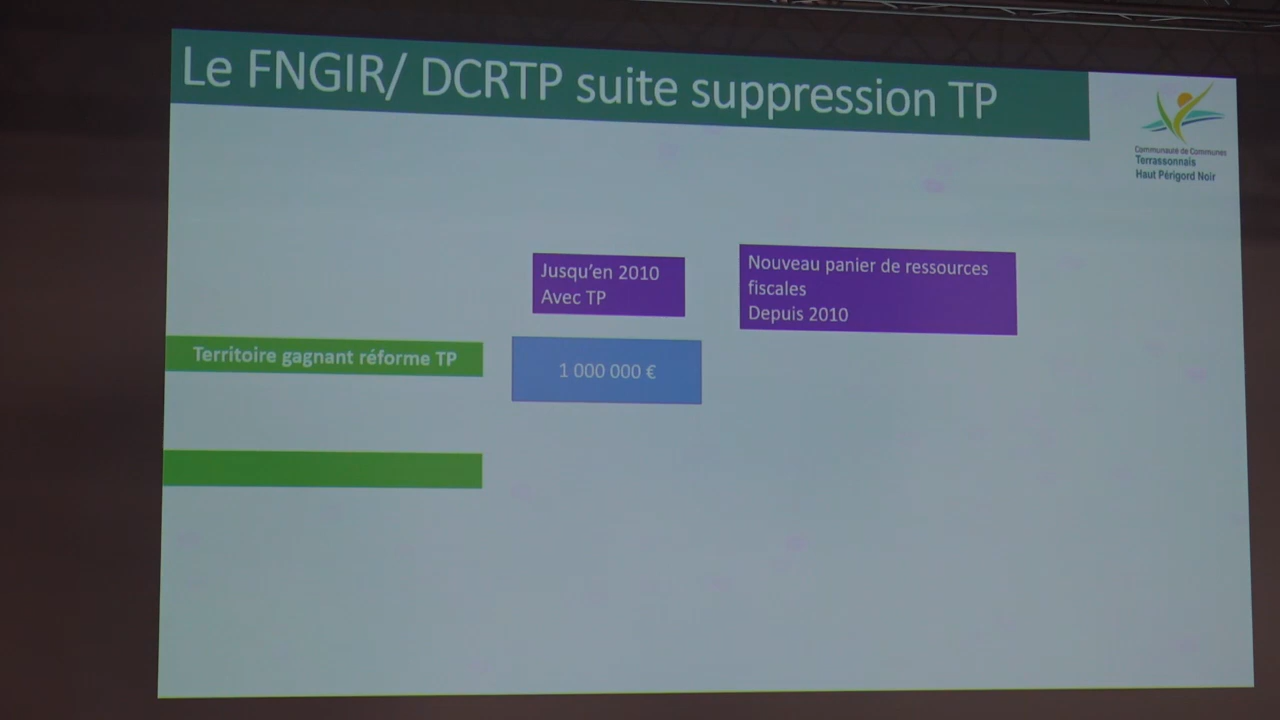 Le FNGIR/ DCRTP suite suppression TP
Communauté de Communes
Terrassonnais
Haut Périgord Noir
Jusqu'en 2010
Avec TP
Nouveau panier de ressources
fiscales
Depuis 2010
Territoire gagnant réforme TP
1 000 000 €